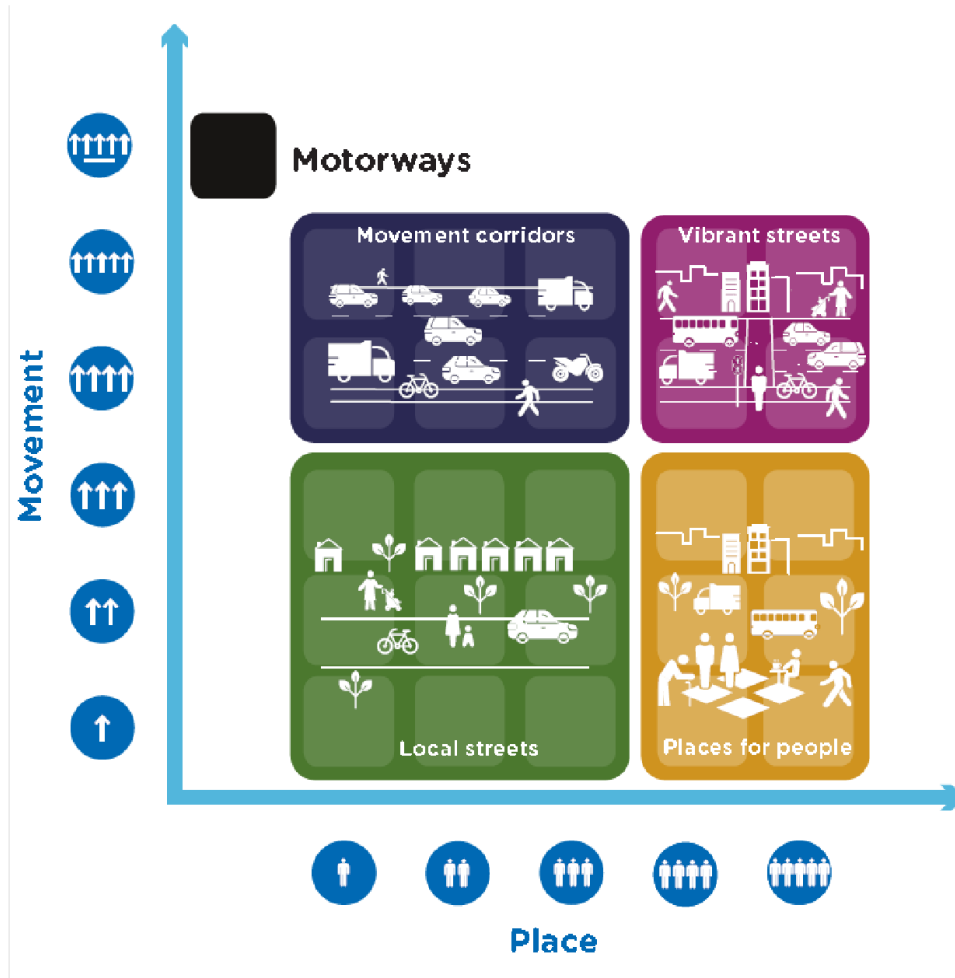 Motorways
Movement corridors
Vibrant streets
Movement
Local streets
Places for people
Place